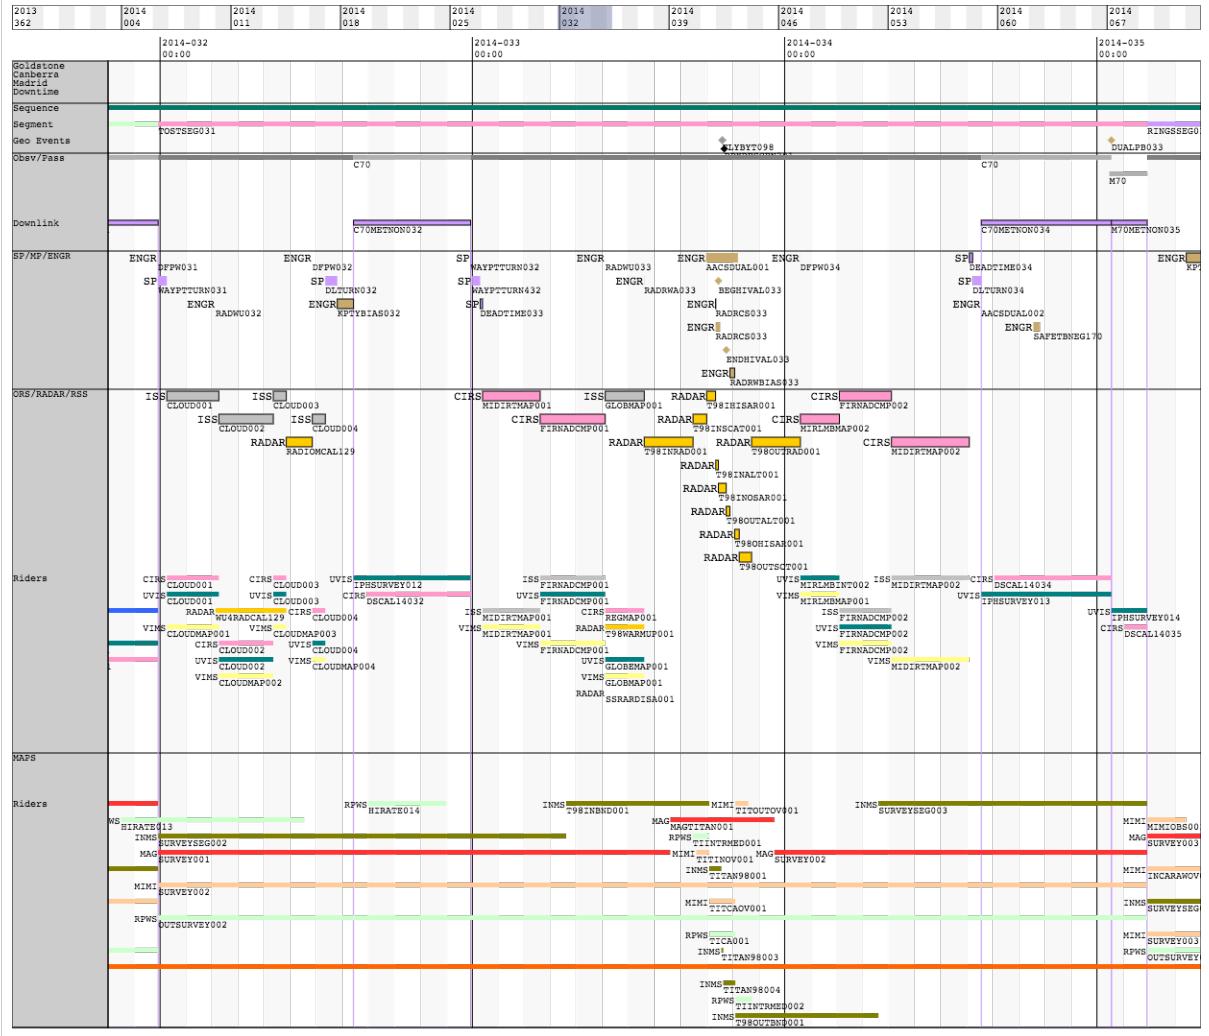 2013 2014 2014 2014 2014 2014 2014 2014 2014 2014 2014
362 004 011 018 025 032 039 046 053 060 067
2014-032 2014-033 2014-034 2014-035
00:00 00:00 00:00 00:00
Goldstone
Canberra
Madrid
Downtime
Sequence
Segment
TOSTSEG031 RINGSSEG0
Geo Events
FLYBYT098 DUALPB033
Obsv/Pass
C70 C70
M70
Downlink
C70METNON032 C70METNON034 M70METNON035
SP/MP/ENGR ENGR ENGR SP ENGR ENGR ENGR SP ENGR
DFPW031 DFPW032 WAYPTTURN032 RADWU033 AACSDUAL001 DFPW034 DEADTIME034 KPT
SP SP SP ENGR SP
WAYPTTURN031 DLTURN032 WAYPTTURN432 RADRWA033 BEGHIVAL033 DLTURN034
ENGR ENGR SP ENGR ENGR
RADWU032 KPTYBIAS032 DEADTIME033 RADRCS033 AACSDUAL002
ENGR ENGR
RADRCS033 SAFETBNEG170
ENDHIVAL033
ENGR
RADRWBIAS033
ORS/RADAR/RSS ISS ISS CIRS ISS RADAR CIRS
CLOUD001 CLOUD003 MIDIRTMAP001 GLOBMAP001 T98IHISAR001 FIRNADCMP002
ISS ISS CIRS RADAR CIRS
CLOUD002 CLOUD004 FIRNADCMP001 T98INSCAT001 MIRLMBMAP002
RADAR RADAR RADAR CIRS
RADIOMCAL129 T98INRAD001 T98OUTRAD001 MIDIRTMAP002
RADAR
T98INALT001
RADAR
T98INOSAR001
RADAR
T98OUTALT001
RADAR
T98OHISAR001
RADAR
T98OUTSCT001
Riders CIRS CIRS UVIS ISS UVIS ISS CIRS
CLOUD001 CLOUD003 IPHSURVEY012 FIRNADCMP001 MIRLMBINT002 MIDIRTMAP002 DSCAL14034
UVIS UVIS CIRS UVIS VIMS UVIS
CLOUD001 CLOUD003 DSCAL14032 FIRNADCMP001 MIRLMBMAP001 IPHSURVEY013
RADAR CIRS ISS CIRS ISS UVIS
WU4RADCAL129 CLOUD004 MIDIRTMAP001 REGMAP001 FIRNADCMP002 IPHSURVEY014
VIMS VIMS VIMS RADAR UVIS CIRS
CLOUDMAP001 CLOUDMAP003 MIDIRTMAP001 T98WARMUP001 FIRNADCMP002 DSCAL14035
CIRS UVIS VIMS VIMS
CLOUD002 CLOUD004 FIRNADCMP001 FIRNADCMP002
UVIS VIMS UVIS VIMS
CLOUD002 CLOUDMAP004 GLOBEMAP001 MIDIRTMAP002
VIMS VIMS
CLOUDMAP002 GLOBMAP001
RADAR
SSRARDISA001
MAPS
Riders RPWS INMS MIMI INMS
HIRATE014 T98INBND001 TITOUTOV001 SURVEYSEG003
WS MAG MIMI
HIRATE013 MAGTITAN001 MIMIOBS00
INMS RPWS MAG
SURVEYSEG002 TIINTRMED001 SURVEY003
MAG MIMI MAG
SURVEY001 TITINOV001 SURVEY002
INMS MIMI
TITAN98001 INCARAWOV
MIMI
SURVEY002
MIMI INMS
TITCAOV001 SURVEYSEG
RPWS
OUTSURVEY002
RPWS MIMI
TICA001 SURVEY003
INMS RPWS
TITAN98003 OUTSURVEY
INMS
TITAN98004
RPWS
TIINTRMED002
INMS
T98OUTBND001